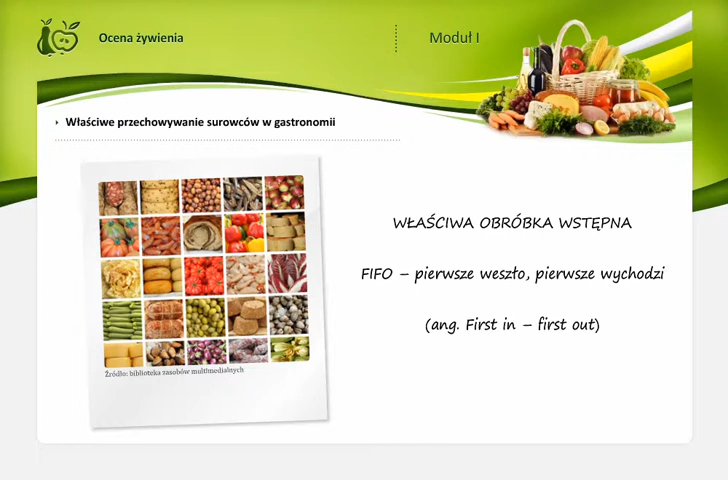 Ocena żywienia
Moduł I
Właściwe przechowywanie surowców w gastronomii
WŁAŚCIWA OBRÓBKA WSTĘPNA
FIFO – pierwsze weszło, pierwsze wychodzi
(ang. First in – first out)
Źródło: biblioteka zasobów multimedialnych